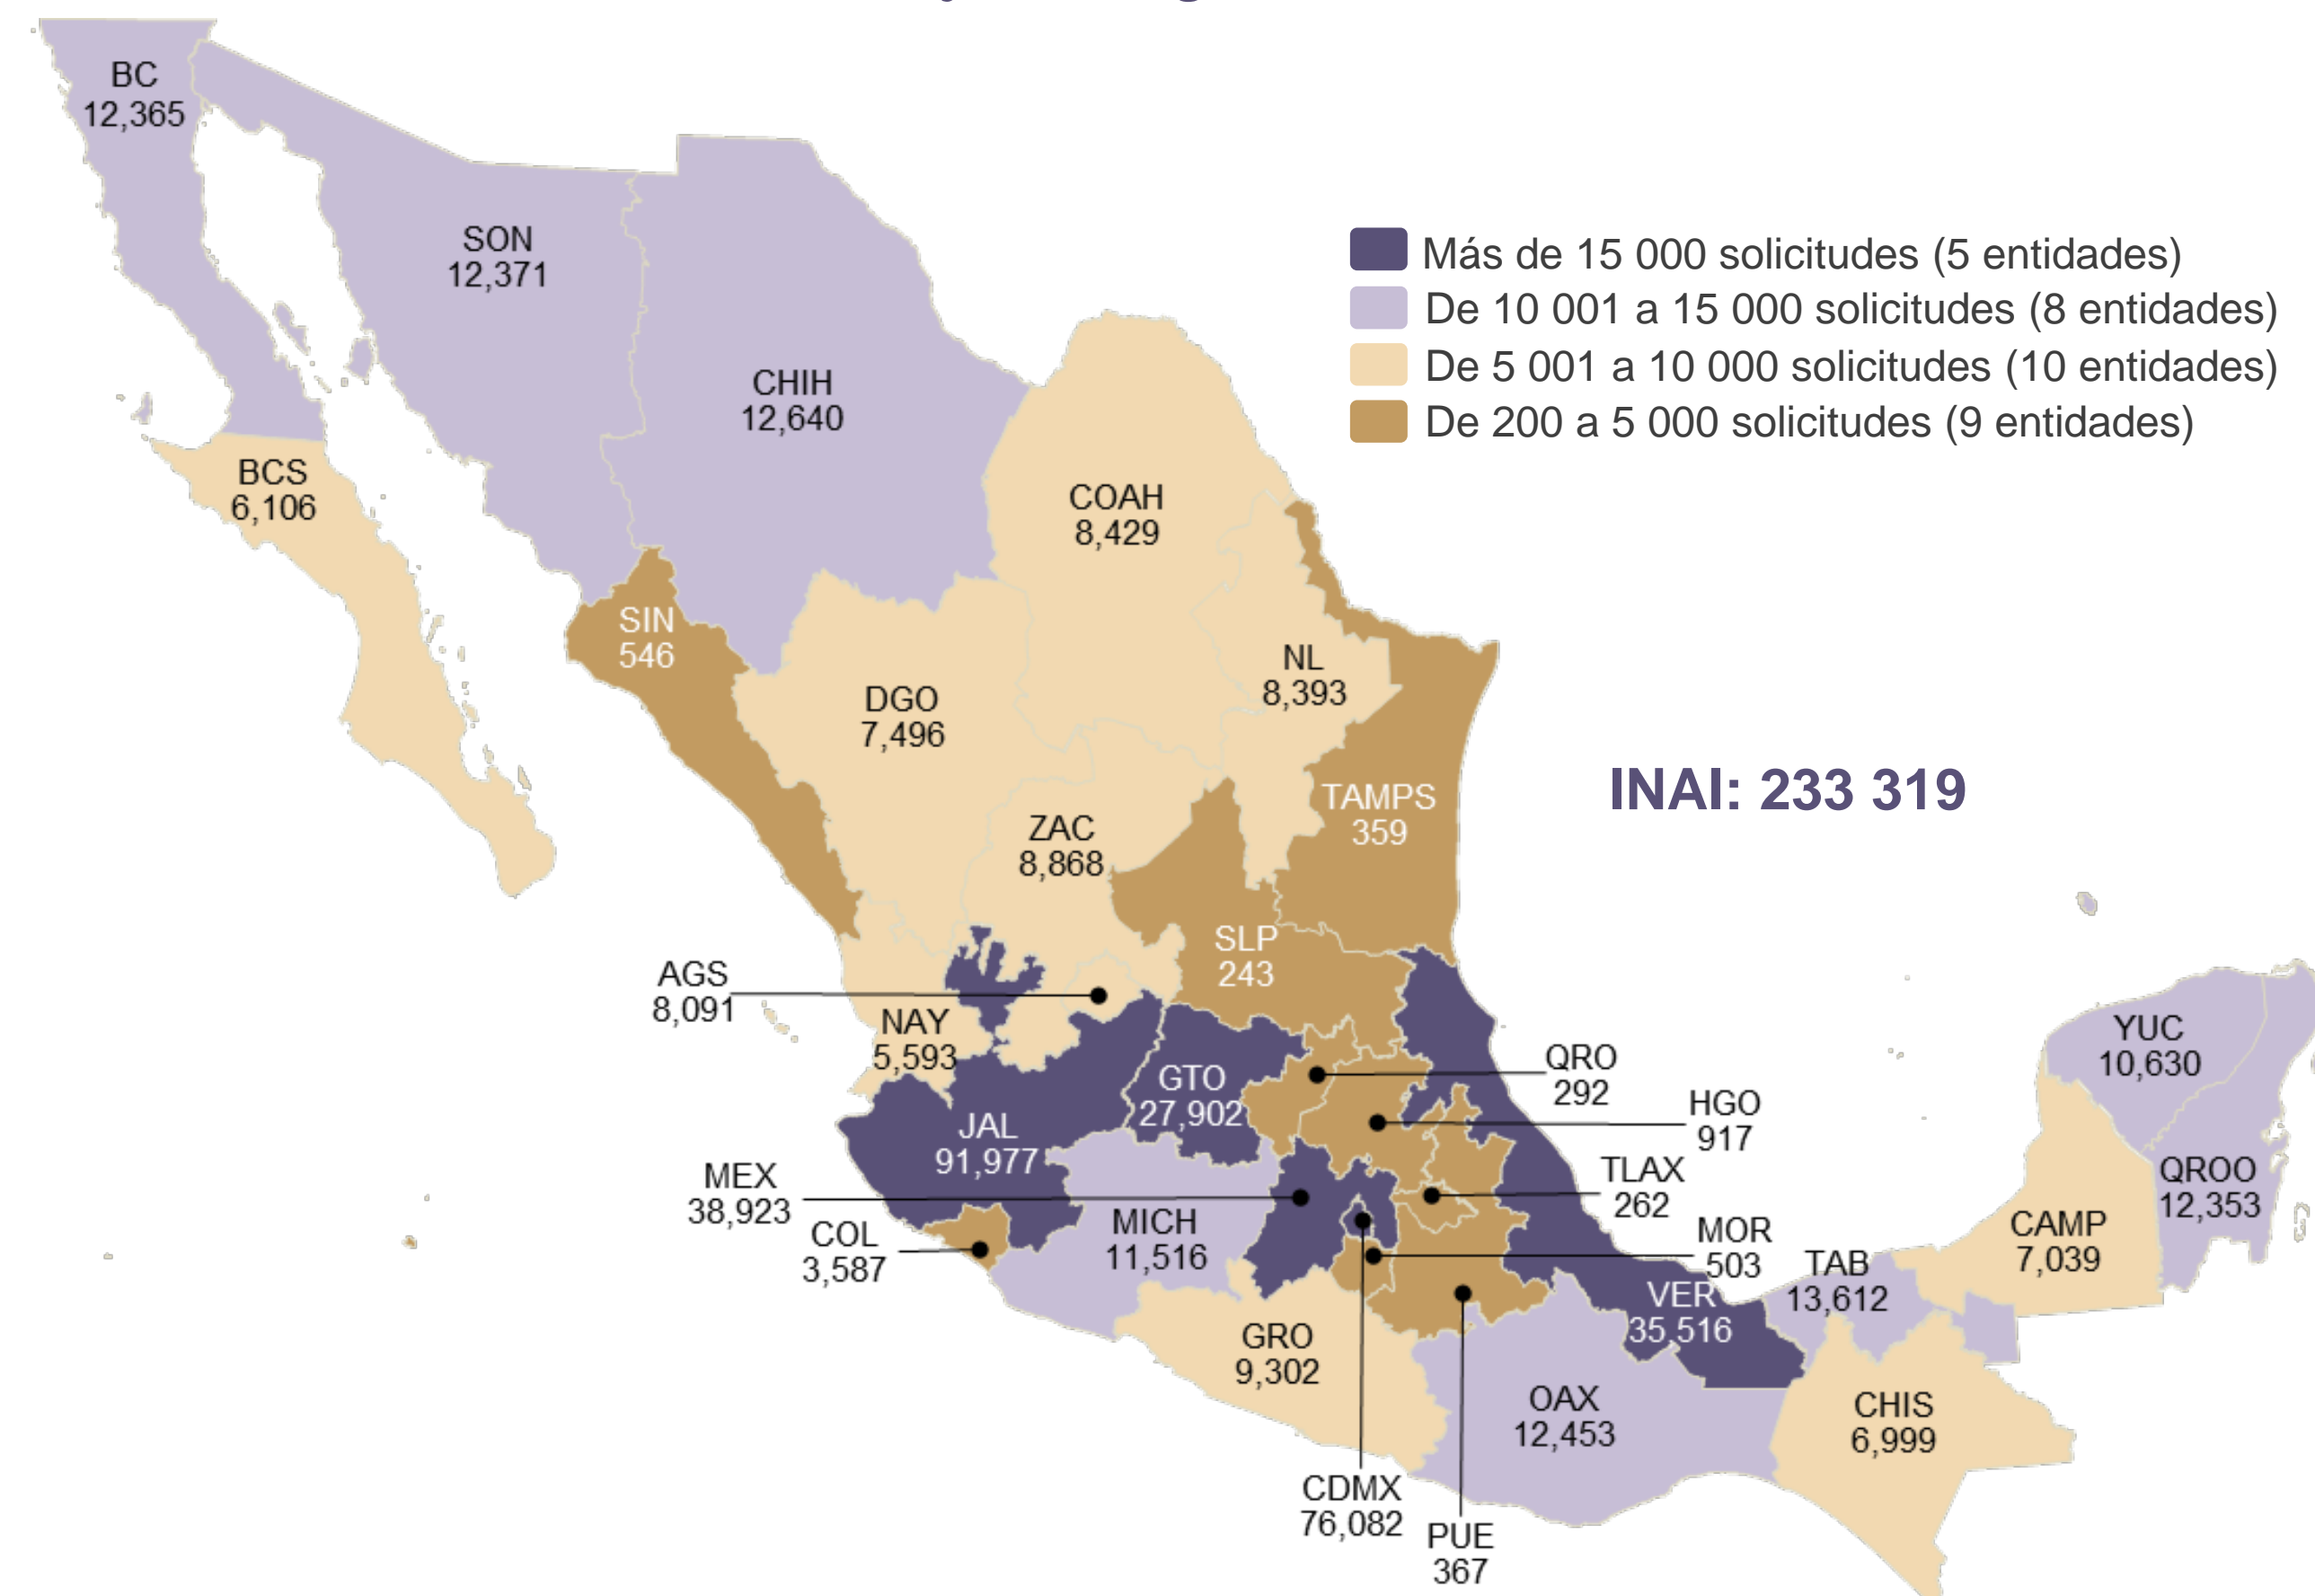 BC
12,365
SON
12,371
CHIH
12,640
Más de 15 000 solicitudes (5 entidades)
De 10 001 a 15 000 solicitudes (8 entidades)
De 5 001 a 10 000 solicitudes (10 entidades)
De 200 a 5 000 solicitudes (9 entidades)
BCS
6,106
COAH
8,429
SIN
546
NL
8,393
DGO
7,496
INAI: 233 319
TAMPS
359
ZAC
8,868
SLP
243
AGS
8,091
NAY
5,593
YUC
10,630
QRO
292
GTO
27,902
HGO
917
JAL
91,977
MEX
38,923
TLAX
262
QROO
12,353
COL
3,587
MICH
11,516
MOR
503
CAMP
7,039
TAB
13,612
VER
35,516
GRO
9,302
OAX
12,453
CHIS
6,999
CDMX
76,082
PUE
367